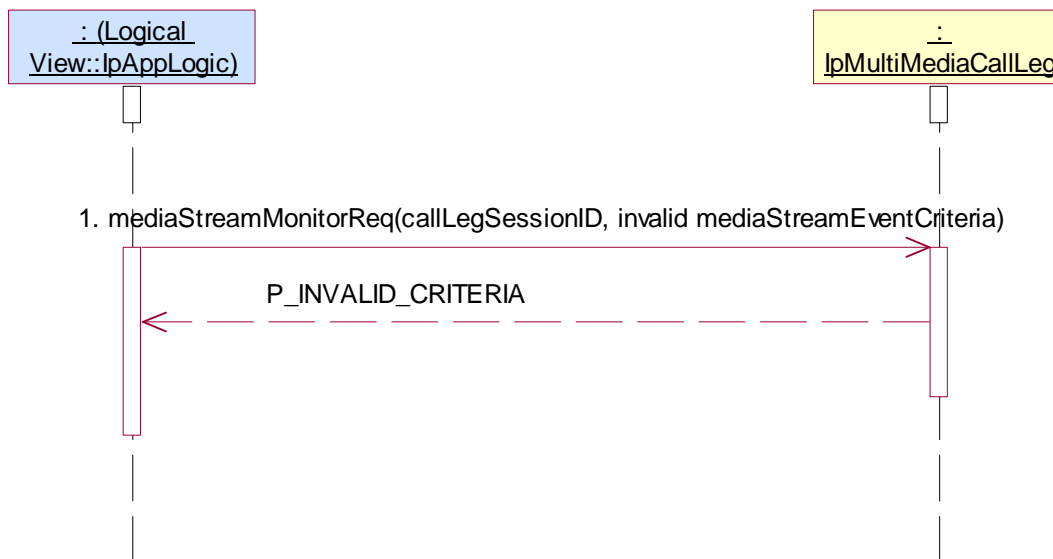 : (Logical
View::IpAppLogic)
:
IpMultiMediaCallLeg
1. mediaStreamMonitorReq(callLegSessionID, invalid mediaStreamEventCriteria)
P_INVALID_CRITERIA